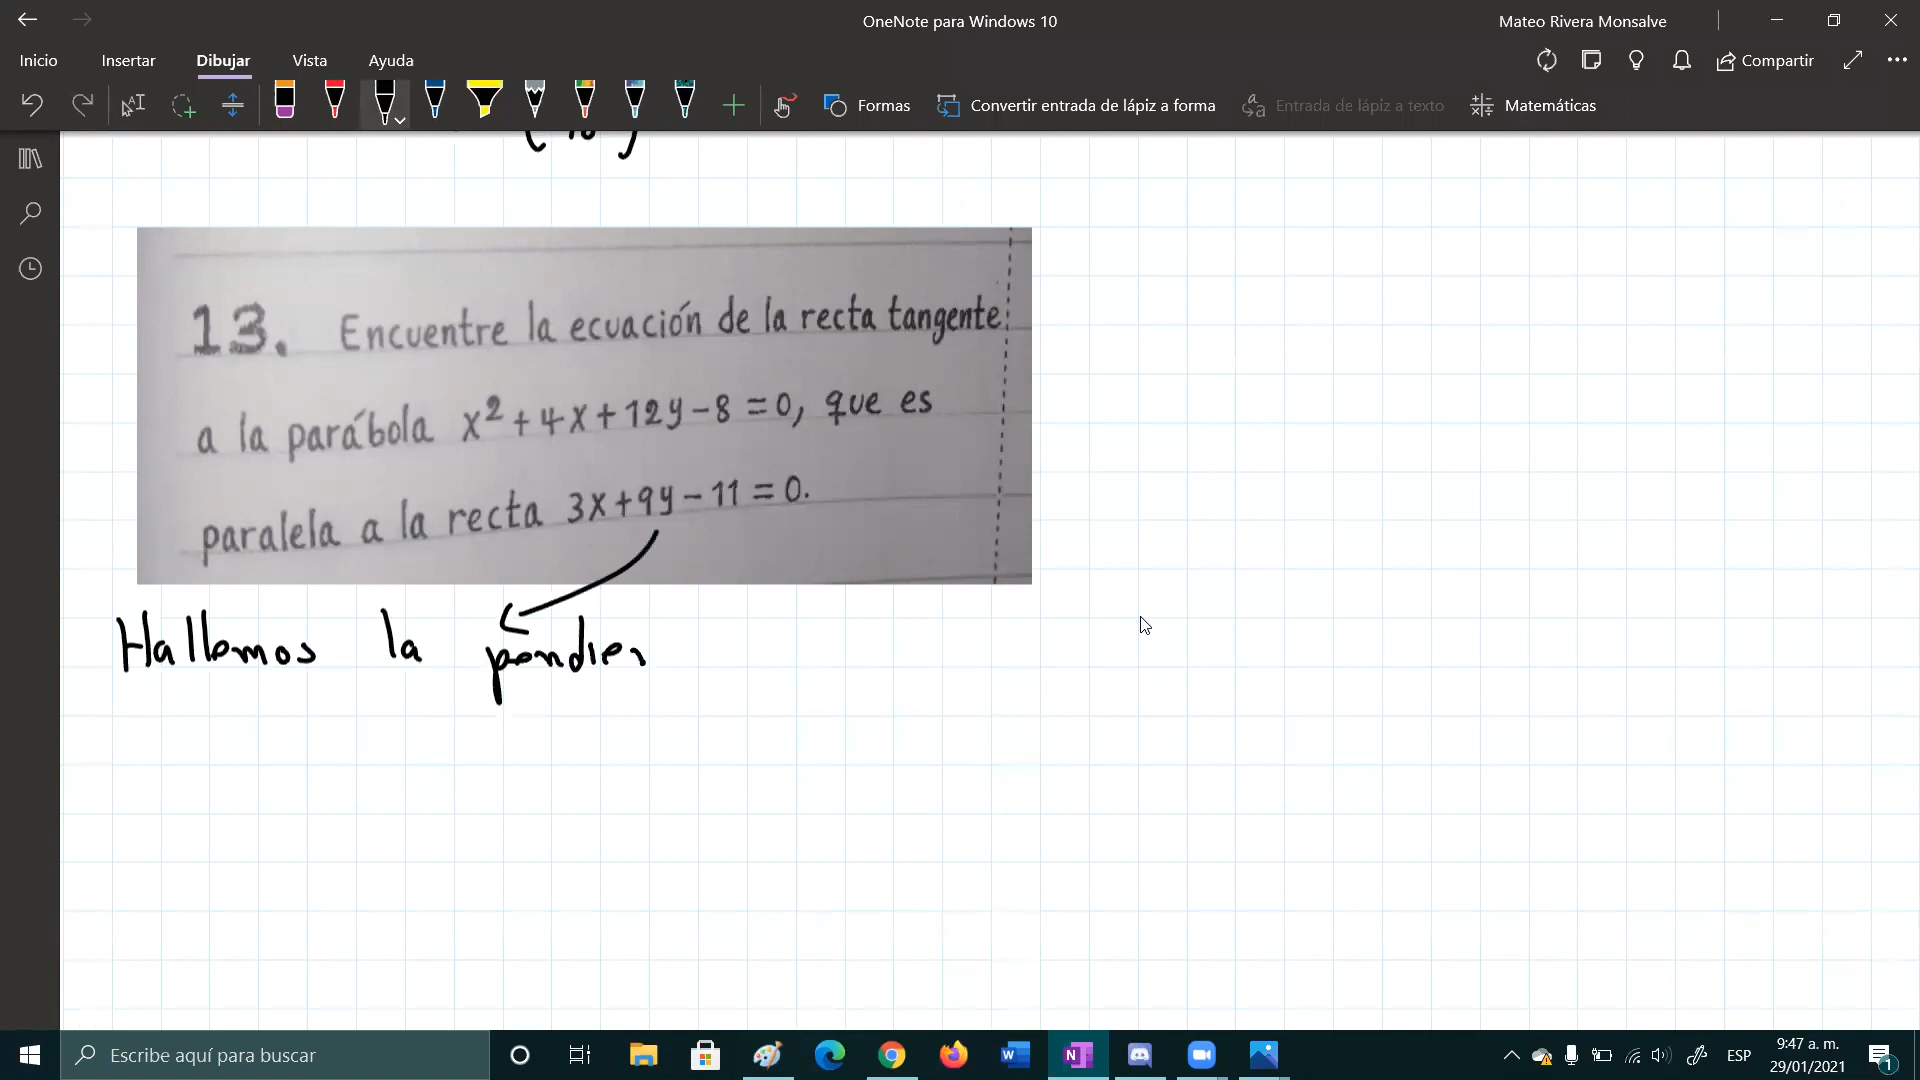 OneNote para Windows 10
Mateo Rivera Monsalve
Inicio Insertar Dibujar Vista Ayuda
Compartir
Formas Convertir entrada de lápiz a forma Entrada de lápiz a texto Matemáticas
13. Encuentre la ecuación de la recta tangente
a la parábola x²+4x+12y-8=0, que es
paralela a la recta 3x+9y-11=0.
Hallemos la
Escribe aquí para buscar
ESP
9:47 a. m.
29/01/2021
1